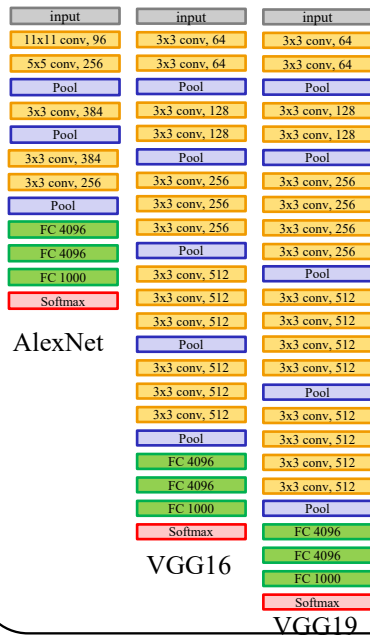 input
11x11 conv, 96
5x5 conv, 256
Pool
3x3 conv, 384
Pool
3x3 conv, 384
3x3 conv, 256
Pool
FC 4096
FC 4096
FC 1000
Softmax
AlexNet
input
3x3 conv, 64
3x3 conv, 64
Pool
3x3 conv, 128
3x3 conv, 128
Pool
3x3 conv, 256
3x3 conv, 256
3x3 conv, 256
Pool
3x3 conv, 512
3x3 conv, 512
3x3 conv, 512
Pool
3x3 conv, 512
3x3 conv, 512
3x3 conv, 512
Pool
FC 4096
FC 4096
FC 1000
Softmax
VGG16
input
3x3 conv, 64
3x3 conv, 64
Pool
3x3 conv, 128
3x3 conv, 128
Pool
3x3 conv, 256
3x3 conv, 256
3x3 conv, 256
3x3 conv, 256
Pool
3x3 conv, 512
3x3 conv, 512
3x3 conv, 512
3x3 conv, 512
Pool
3x3 conv, 512
3x3 conv, 512
3x3 conv, 512
3x3 conv, 512
Pool
FC 4096
FC 4096
FC 1000
Softmax
VGG19